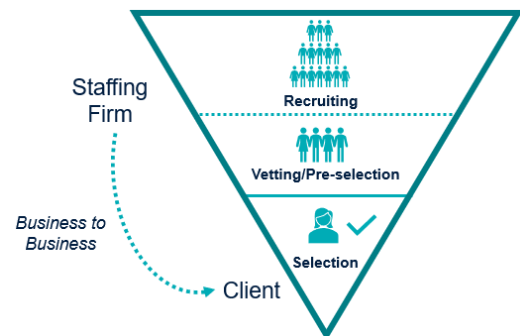 Recruiting
Staffing
Firm
Vetting/Pre-selection
Business to
Business
Selection
Client